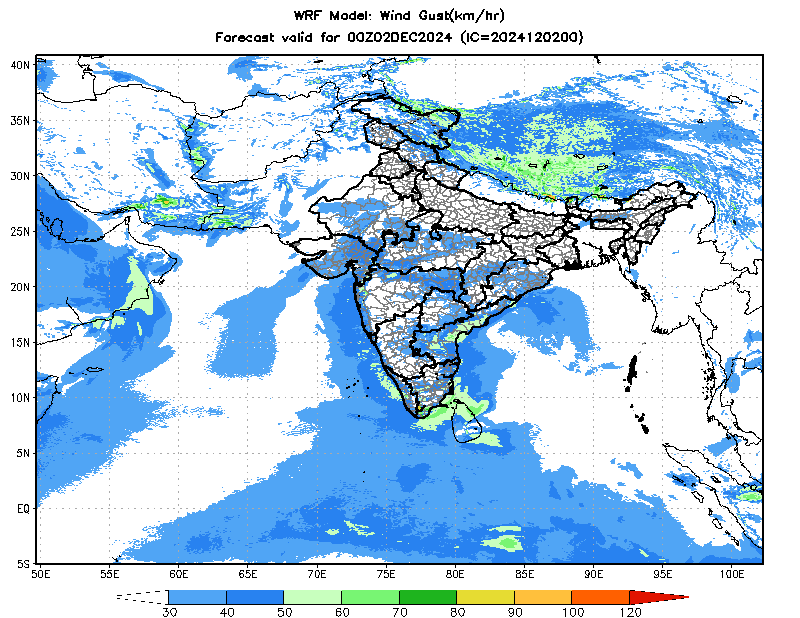 WRF Model: Wind Gust(km/hr)
Forecast valid for 00Z02DEC2024 (IC=2024120200)
40N
35N
30N
25N
20N
15N
10N
5N
EQ
5S
50E 55E 60E 65E 70E 75E 80E 85E 90E 95E 100E
30 40 50 60 70 80 90 100 120